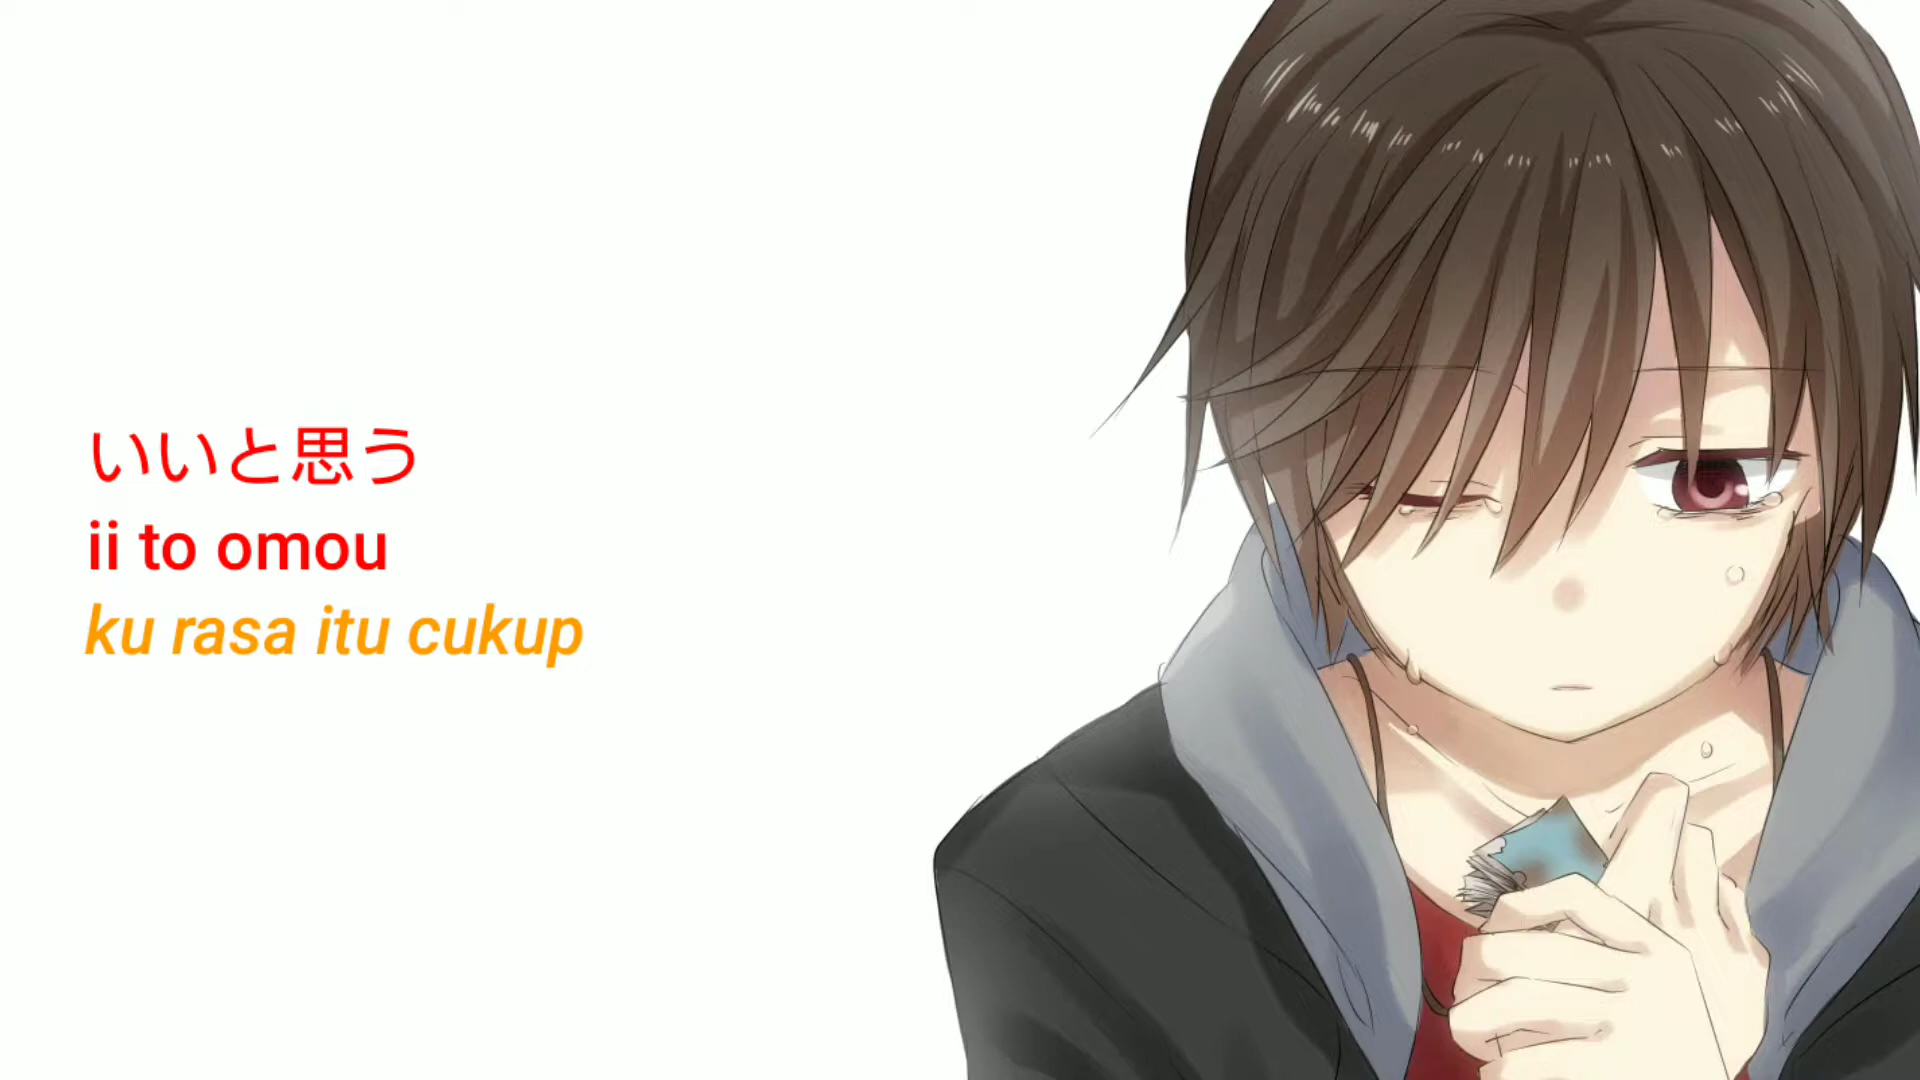 いいと思う
ii to omou
ku rasa itu cukup